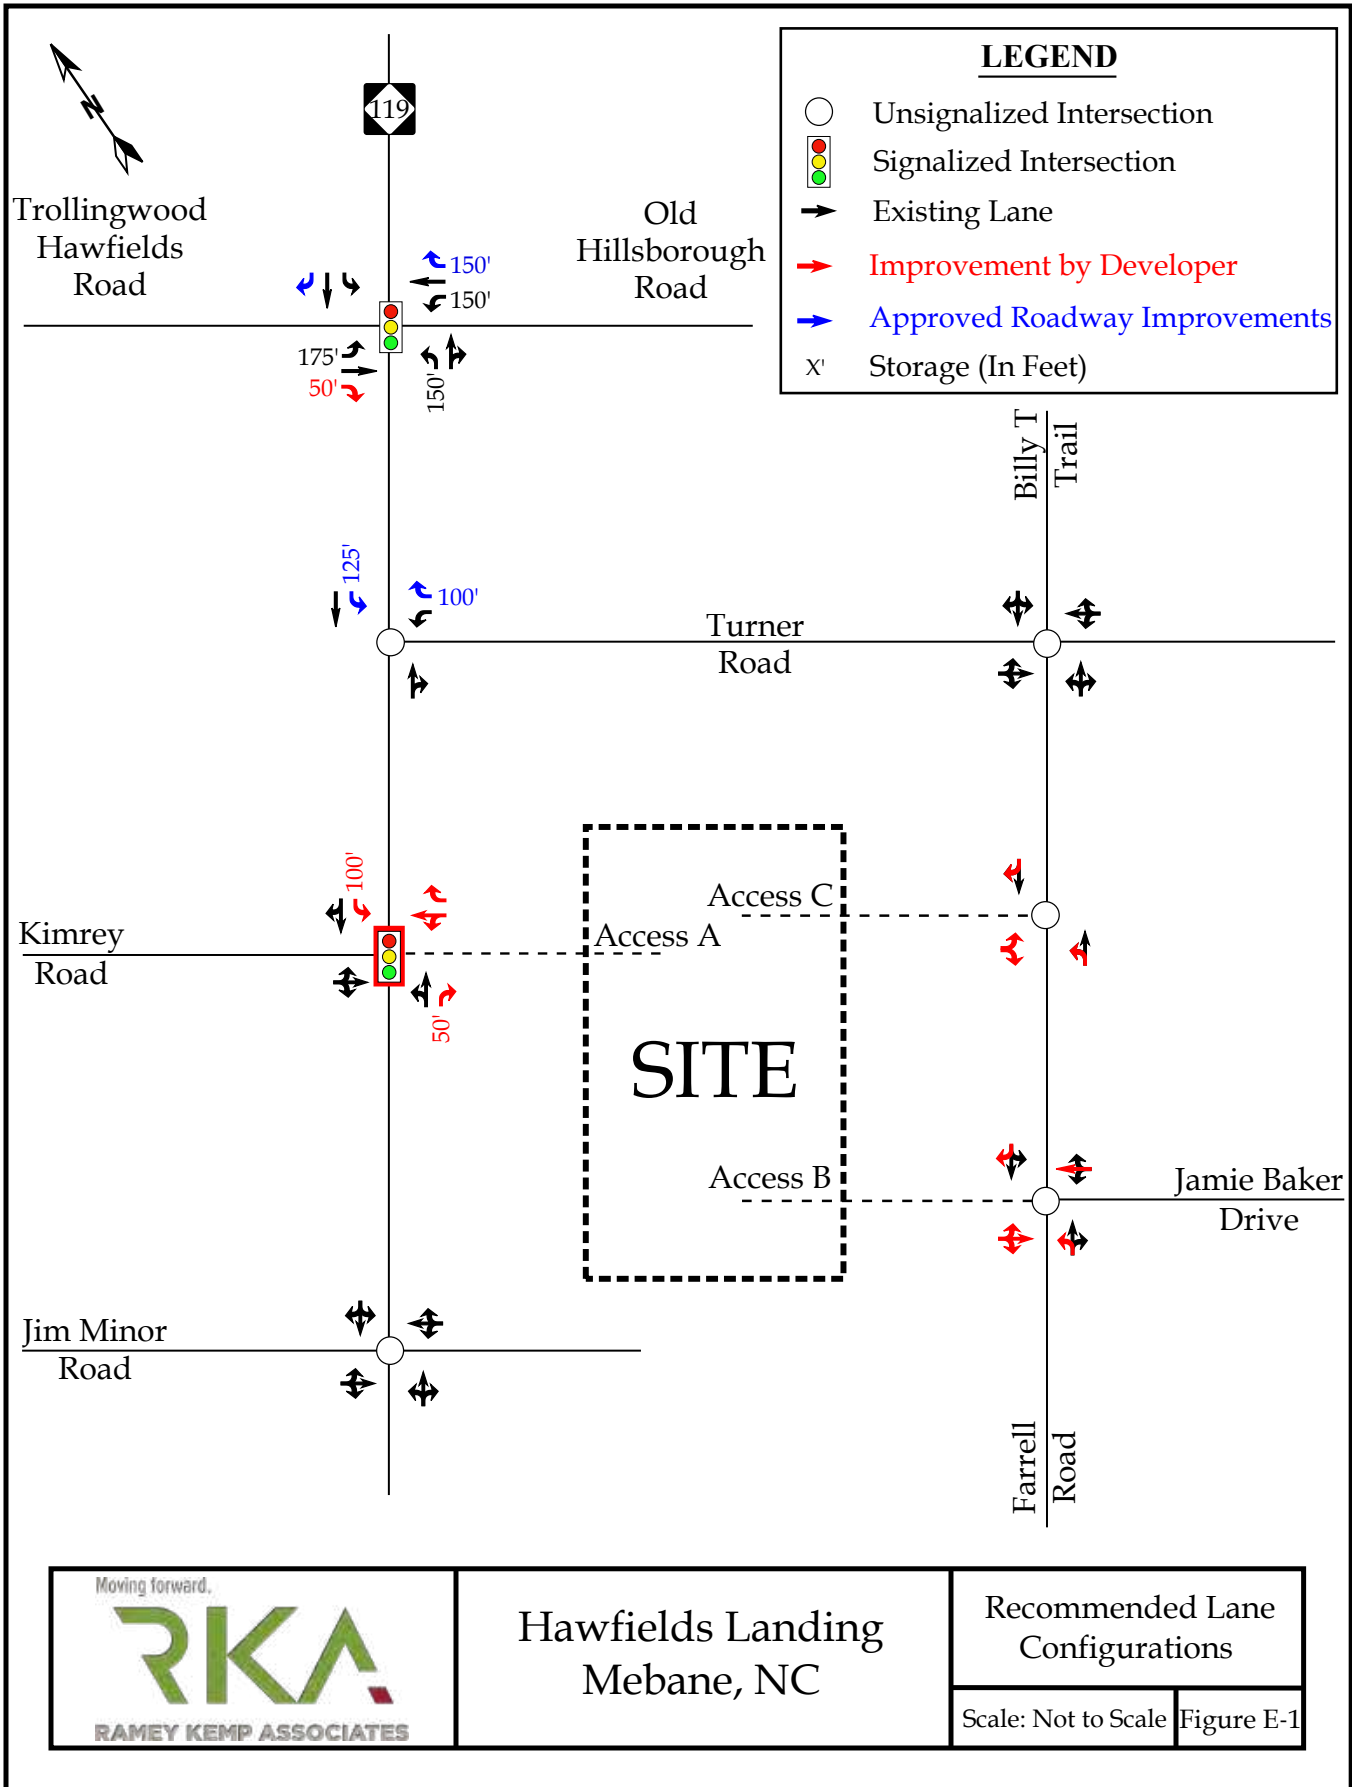 N
119
LEGEND
Unsignalized Intersection
Signalized Intersection
Existing Lane
Improvement by Developer
Approved Roadway Improvements
X' Storage (In Feet)
Trollingwood
Hawfields
Road
Old
Hillsborough
Road
150'
150'
175'
50'
150'
Billy T
Trail
125'
100'
Turner
Road
100'
Kimrey
Road
50'
Access C
Access A
SITE
Access B
Jamie Baker
Drive
Jim Minor
Road
Farrell
Road
Moving forward.
RKA
RAMEY KEMP ASSOCIATES
Hawfields Landing
Mebane, NC
Recommended Lane
Configurations
Scale: Not to Scale
Figure E-1